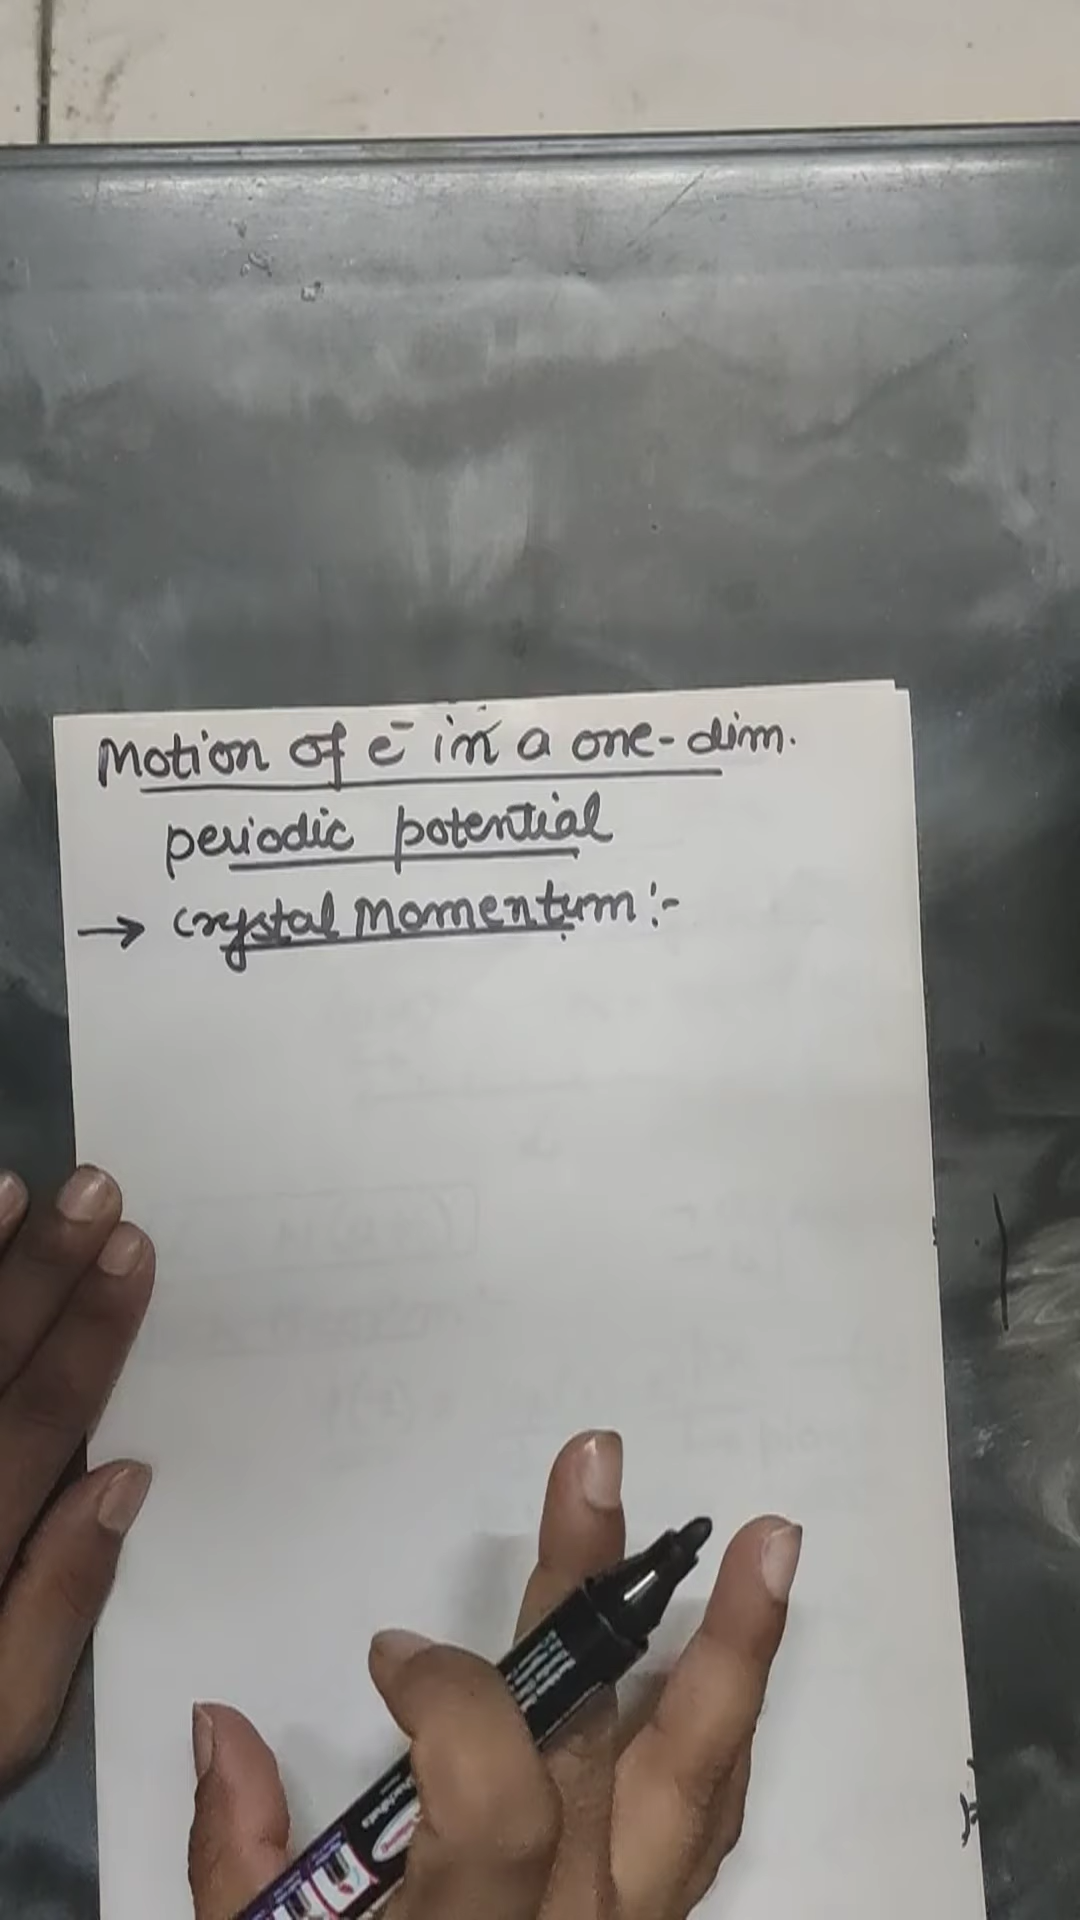 Motion of e⁻ in a one-dim.
periodic potential
→ Crystal Momentum :-